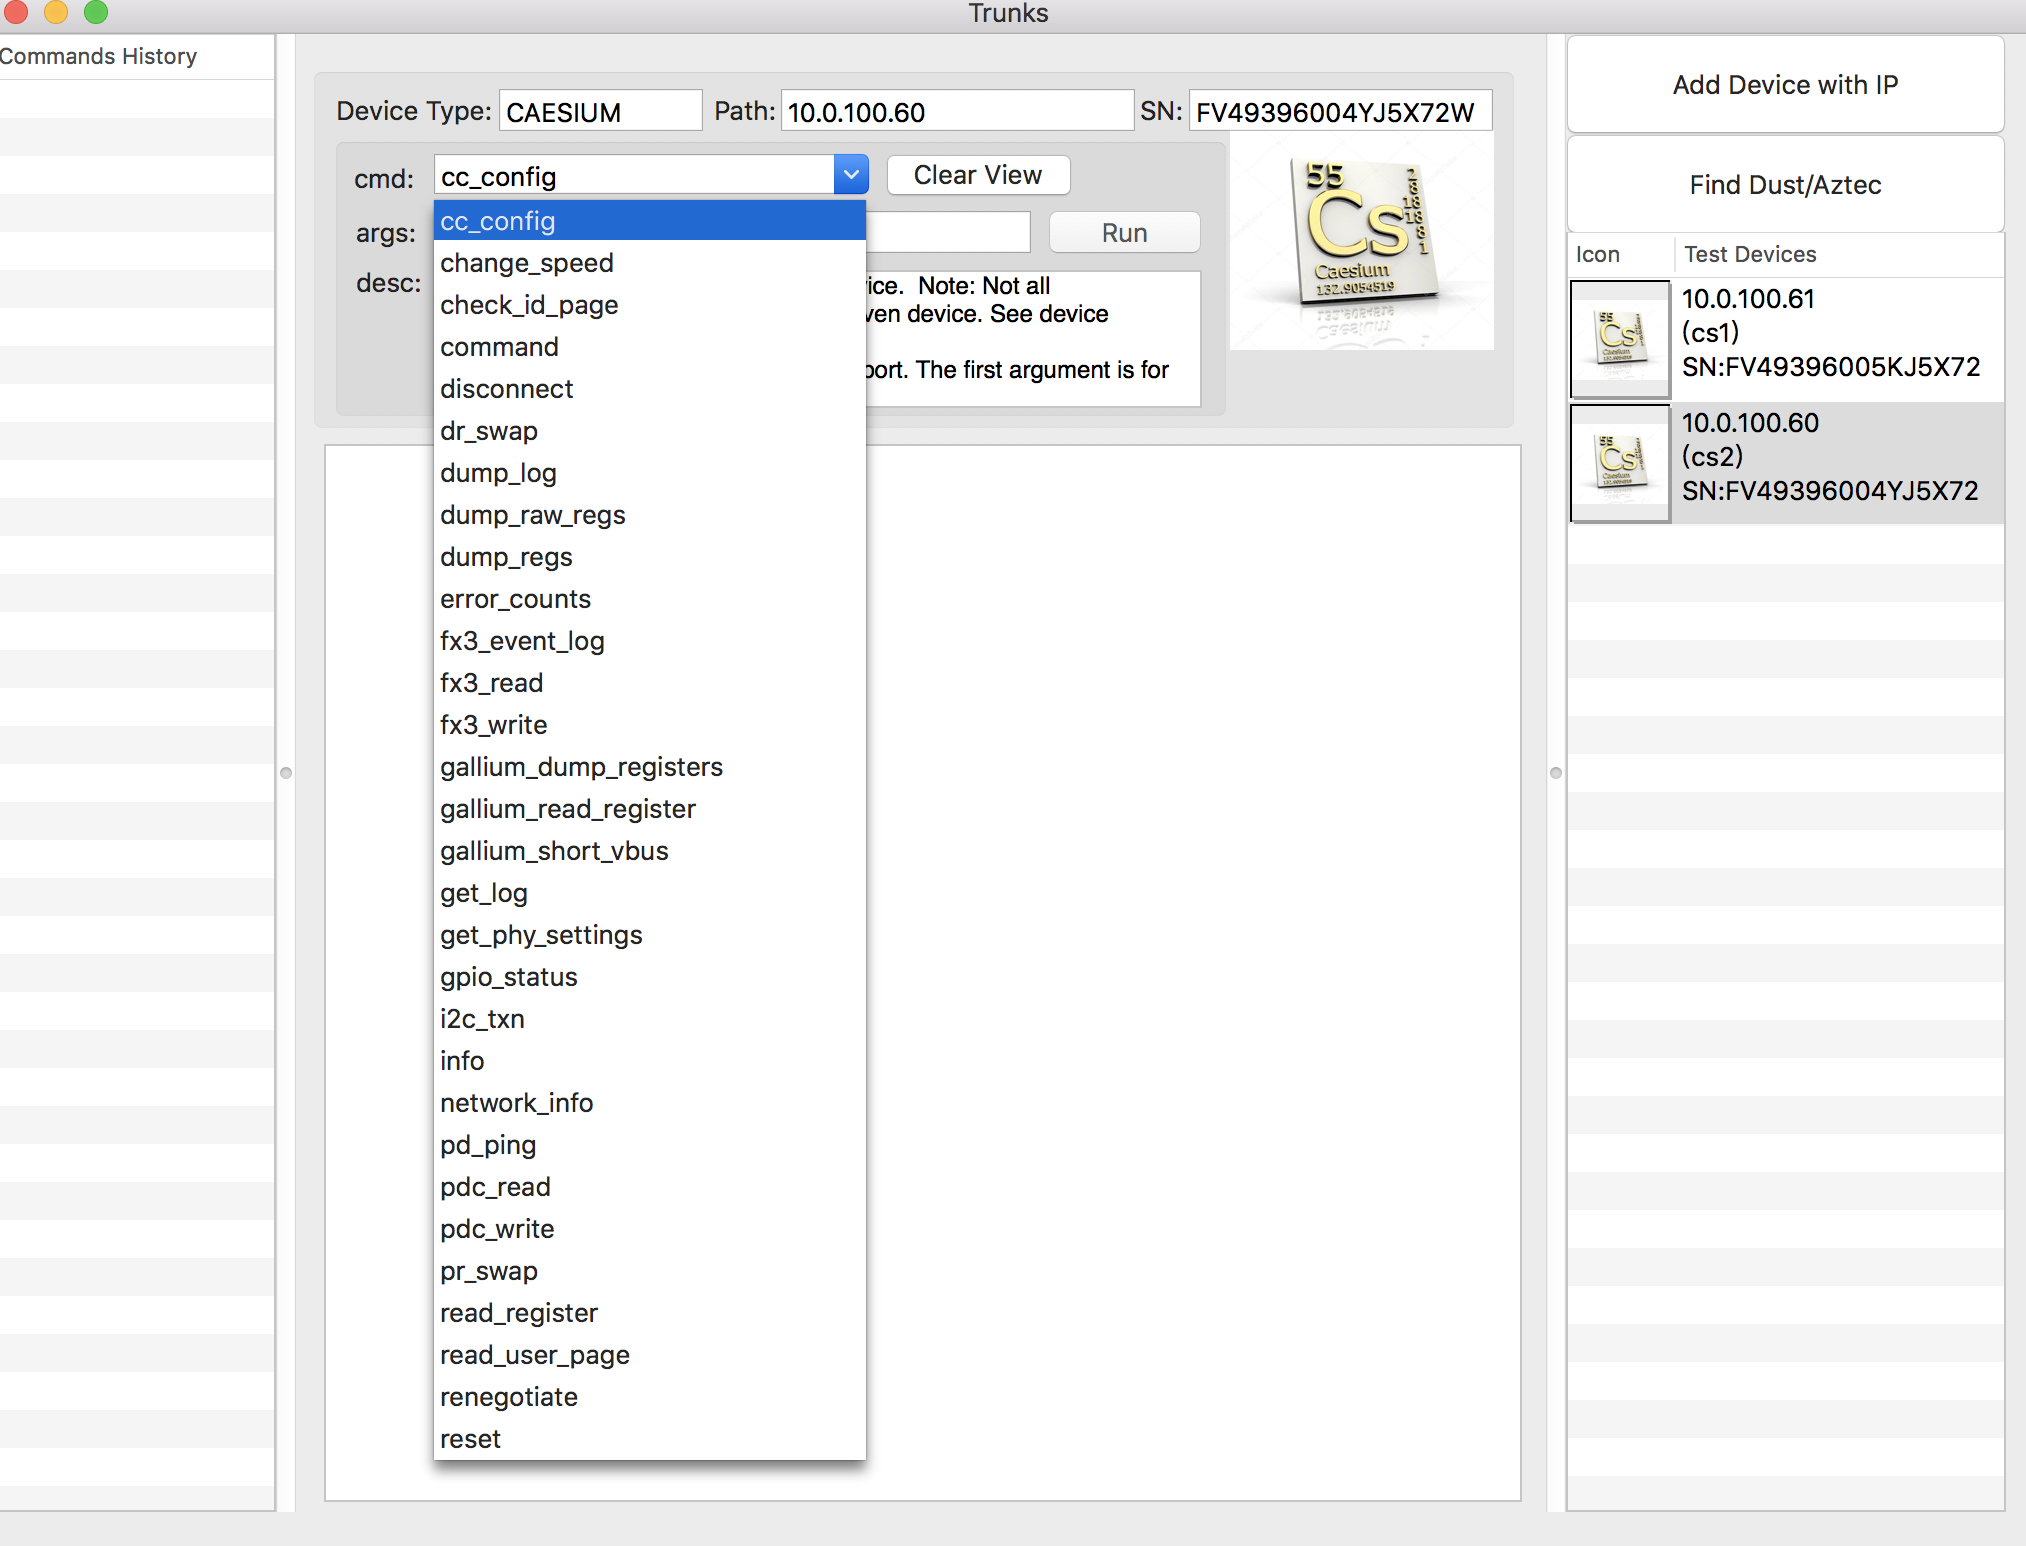 Trunks
Commands History
Device Type: CAESIUM Path: 10.0.100.60 SN: FV49396004YJ5X72W
cmd: cc_config Clear View
args: Run
desc: ice. Note: Not all
ven device. See device
port. The first argument is for
cc_config
change_speed
check_id_page
command
disconnect
dr_swap
dump_log
dump_raw_regs
dump_regs
error_counts
fx3_event_log
fx3_read
fx3_write
gallium_dump_registers
gallium_read_register
gallium_short_vbus
get_log
get_phy_settings
gpio_status
i2c_txn
info
network_info
pd_ping
pdc_read
pdc_write
pr_swap
read_register
read_user_page
renegotiate
reset
55
Cs
Caesium
132.9054519
2
8
18
18
8
1
Add Device with IP
Find Dust/Aztec
Icon Test Devices
55
Cs
Caesium
10.0.100.61
(cs1)
SN:FV49396005KJ5X72
55
Cs
Caesium
10.0.100.60
(cs2)
SN:FV49396004YJ5X72